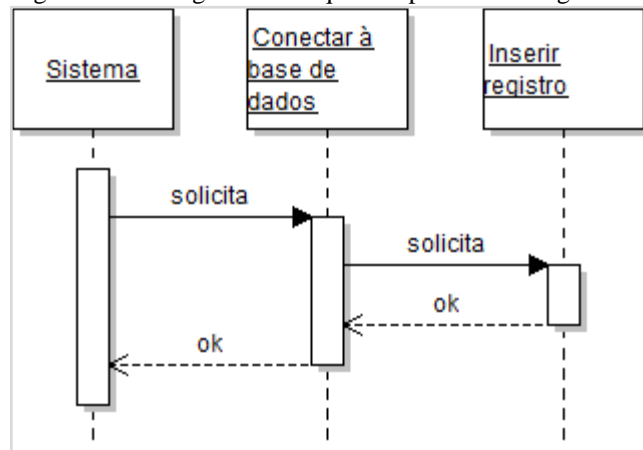 Sistema
Conectar à
base de
dados
Inserir
registro
solicita
solicita
ok
ok